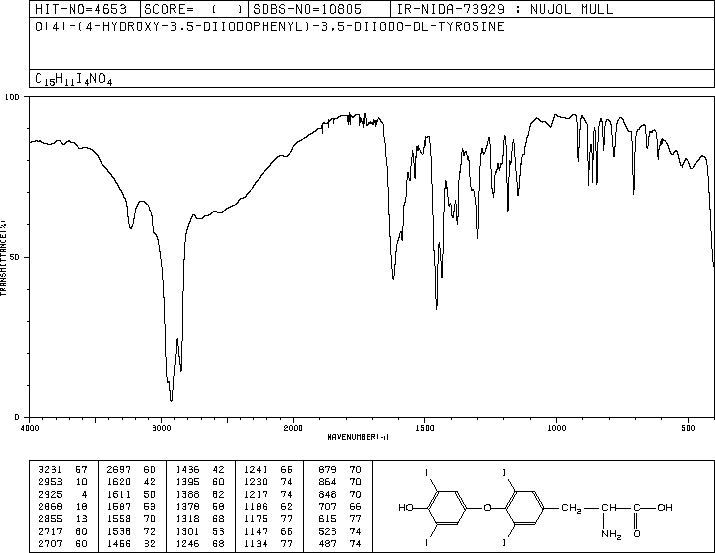 HIT-NO=4653 SCORE= ( ) SDBS-NO=10805 IR-NIDA-73929 : NUJOL MULL
O(4)-(4-HYDROXY-3,5-DIIODOPHENYL)-3,5-DIIODO-DL-TYROSINE
C15H11I4NO4
100
50
0
TRANSMITTANCE(%)
4000 3000 2000 1500 1000 500
WAVENUMBER(-1)
3231 57 2697 60 1436 42 1241 66 879 70
2953 10 1620 42 1395 60 1230 74 864 70
2925 4 1611 50 1388 62 1217 74 848 70
2868 18 1587 53 1378 58 1186 62 707 66
2855 13 1558 70 1318 68 1175 77 615 77
2717 60 1538 72 1301 53 1147 66 523 74
2707 60 1456 32 1246 68 1134 77 487 74
I I
HO O CH2 CH C OH
I I NH2 O